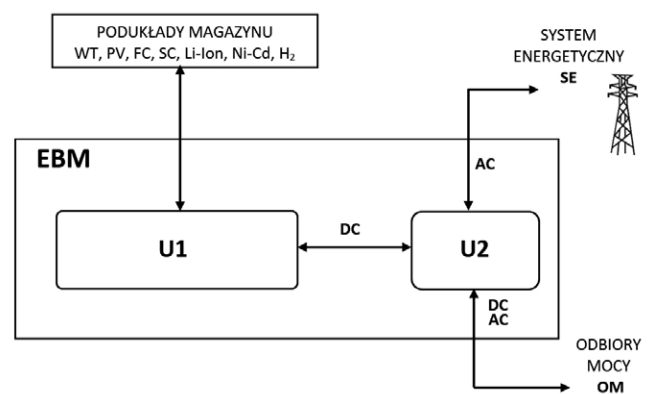 PODUKŁADY MAGAZYNU
WT, PV, FC, SC, Li-Ion, Ni-Cd, H₂
SYSTEM
ENERGETYCZNY
SE
EBM
AC
U1
DC
U2
DC
AC
ODBIORY
MOCY
OM